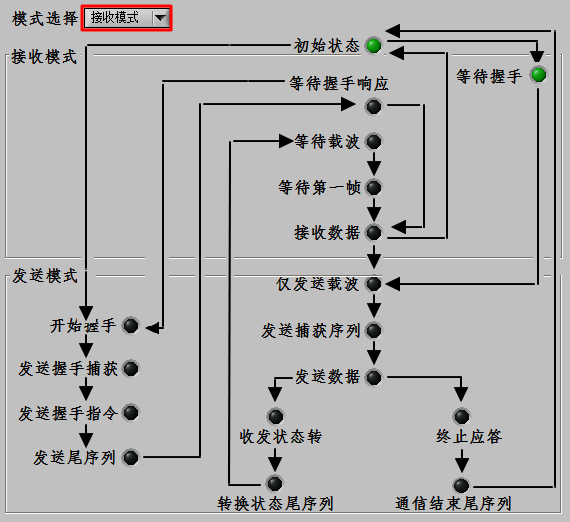 模式选择 接收模式
初始状态
接收模式
等待握手
等待握手响应
等待载波
等待第一帧
接收数据
发送模式
仅发送载波
开始握手
发送捕获序列
发送握手捕获
发送数据
发送握手指令
收发状态转
终止应答
发送尾序列
转换状态尾序列
通信结束尾序列